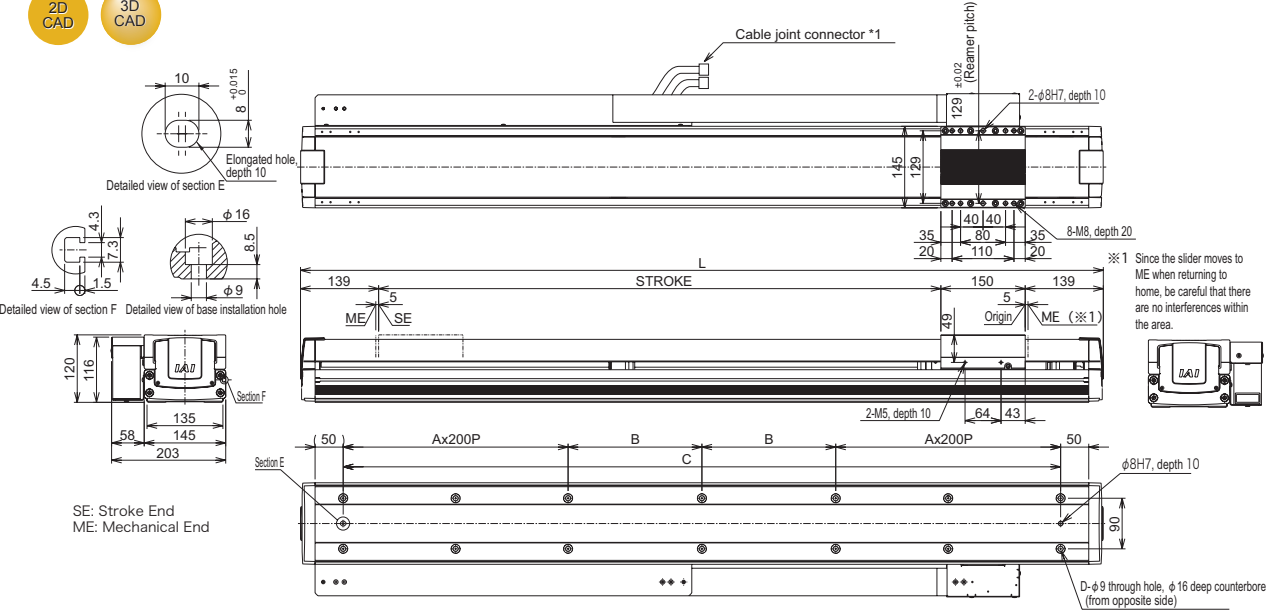 2D
CAD
3D
CAD
Cable joint connector *1
10
+0.015
0
8
Elongated hole,
depth 10
Detailed view of section E
129
±0.02
(Reamer pitch)
2-φ8H7, depth 10
145
129
40 40
35 80 35
20 110 20
8-M8, depth 20
4.3
7.3
4.5 1.5
Detailed view of section F
φ16
8.5
φ9
Detailed view of base installation hole
L
139 STROKE 150 139
5
ME SE
5
Origin ME (※1)
49
※1 Since the slider moves to
ME when returning to
home, be careful that there
are no interferences within
the area.
120
116
IAI
Section F
135
58 145
203
2-M5, depth 10
64 43
IAI
(50) Ax200P B B Ax200P 50
C
Section E
φ8H7, depth 10
90
SE: Stroke End
ME: Mechanical End
D-φ9 through hole, φ16 deep counterbore
(from opposite side)